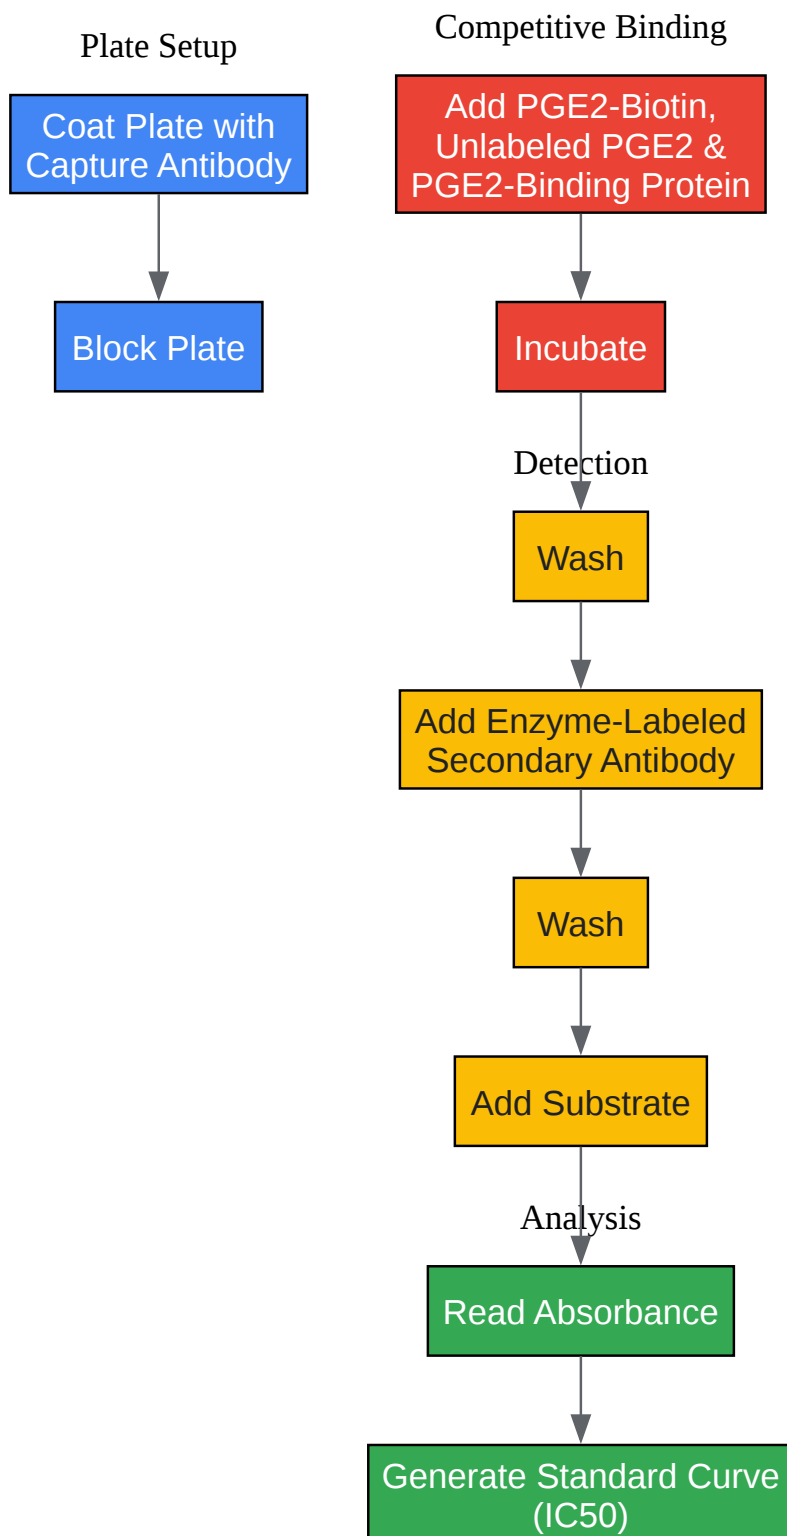 Plate Setup
Coat Plate with
Capture Antibody
Block Plate
Competitive Binding
Add PGE2-Biotin,
Unlabeled PGE2 &
PGE2-Binding Protein
Incubate
Detection
Wash
Add Enzyme-Labeled
Secondary Antibody
Wash
Add Substrate
Analysis
Read Absorbance
Generate Standard Curve
(IC50)